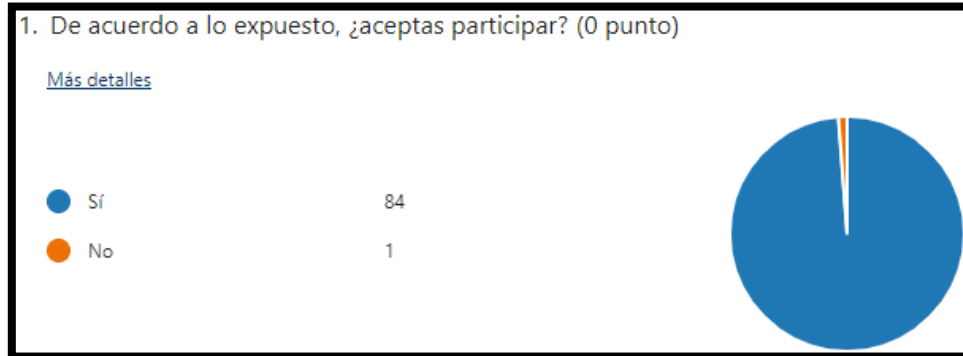 1. De acuerdo a lo expuesto, ¿aceptas participar? (0 punto)
Más detalles
Sí 84
No 1